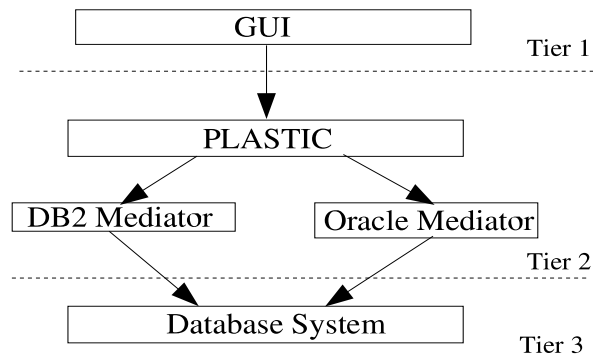 GUI
Tier 1
PLASTIC
DB2 Mediator
Oracle Mediator
Tier 2
Database System
Tier 3